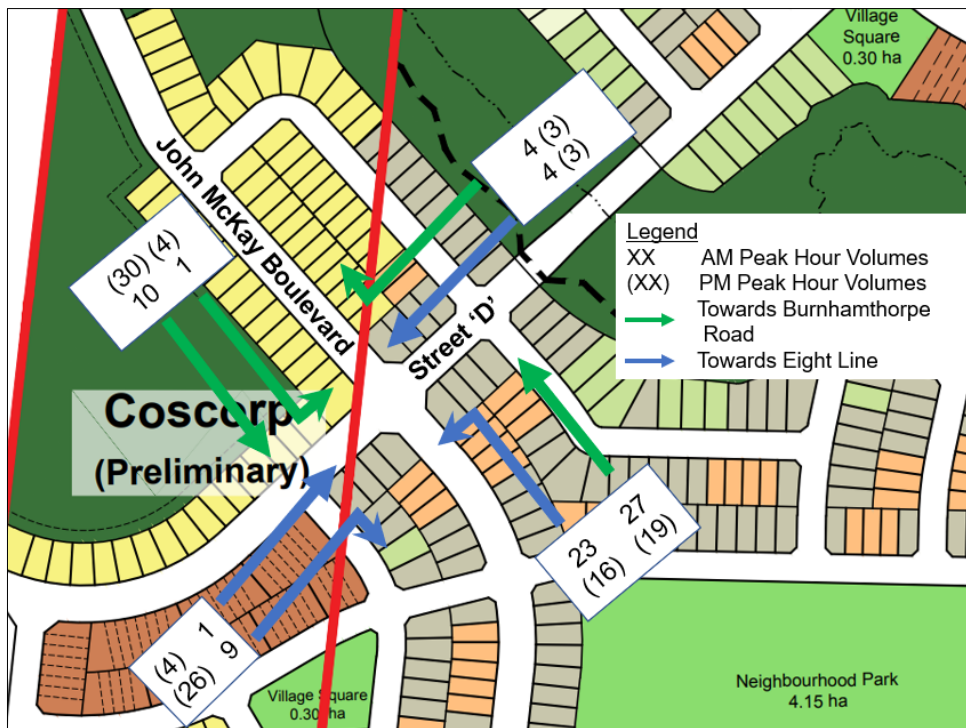 Village
Square
0.30 ha
4 (3)
4 (3)
John McKay Boulevard
(30) (4)
10 1
Street 'D'
Legend
XX AM Peak Hour Volumes
(XX) PM Peak Hour Volumes
Towards Burnhamthorpe
Road
Towards Eight Line
Coscorp
(Preliminary)
23 27
(16) (19)
(4) 1
(26) 9
Village Square
0.30
Neighbourhood Park
4.15 ha